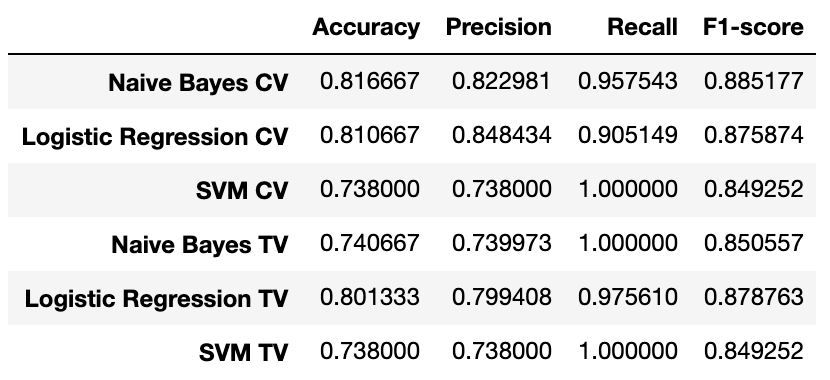 Accuracy Precision Recall F1-score
Naive Bayes CV 0.816667 0.822981 0.957543 0.885177
Logistic Regression CV 0.810667 0.848434 0.905149 0.875874
SVM CV 0.738000 0.738000 1.000000 0.849252
Naive Bayes TV 0.740667 0.739973 1.000000 0.850557
Logistic Regression TV 0.801333 0.799408 0.975610 0.878763
SVM TV 0.738000 0.738000 1.000000 0.849252